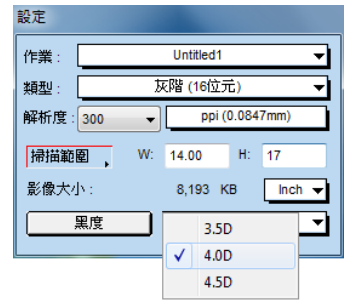 設定
作業： Untitled1
類型： 灰階 (16位元)
解析度： 300 ppi (0.0847mm)
掃描範圍 W: 14.00 H: 17
影像大小： 8,193 KB Inch
黑度
3.5D
4.0D
4.5D